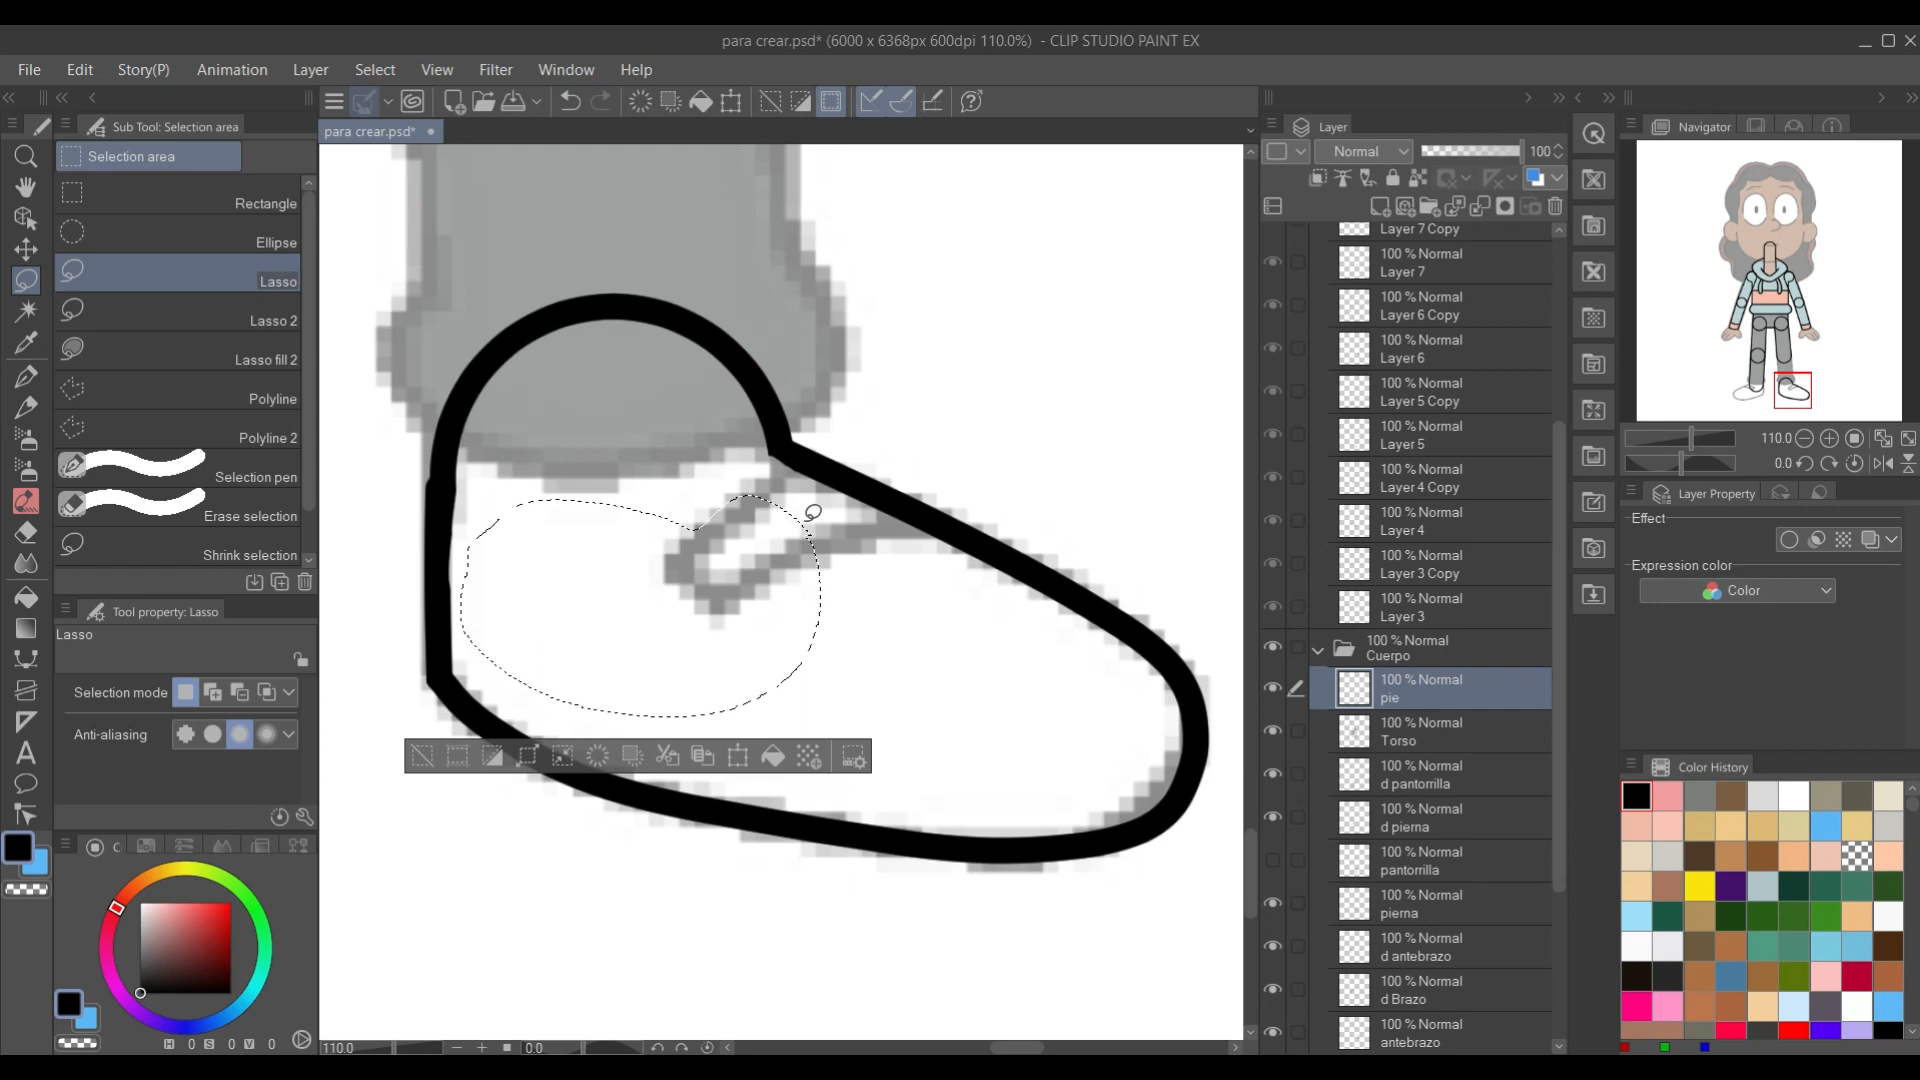 para crear.psd* (6000 x 6368px 600dpi 110.0%) - CLIP STUDIO PAINT EX
File Edit Story(P) Animation Layer Select View Filter Window Help
Sub Tool: Selection area
Selection area
Rectangle
Ellipse
Lasso
Lasso 2
Lasso fill 2
Polyline
Polyline 2
Selection pen
Erase selection
Shrink selection
Tool property: Lasso
Lasso
Selection mode
Anti-aliasing
C
H 0 S 0 V 0
para crear.psd*
110.0
0.0
Layer
Normal 100
Layer 7 Copy
100 % Normal
Layer 7
100 % Normal
Layer 6 Copy
100 % Normal
Layer 6
100 % Normal
Layer 5 Copy
100 % Normal
Layer 5
100 % Normal
Layer 4 Copy
100 % Normal
Layer 4
100 % Normal
Layer 3 Copy
100 % Normal
Layer 3
100 % Normal
Cuerpo
100 % Normal
pie
100 % Normal
Torso
100 % Normal
d pantorrilla
100 % Normal
d pierna
100 % Normal
pantorrilla
100 % Normal
pierna
100 % Normal
d antebrazo
100 % Normal
d Brazo
100 % Normal
antebrazo
Navigator
110.0
0.0
Layer Property
Effect
Expression color
Color
Color History